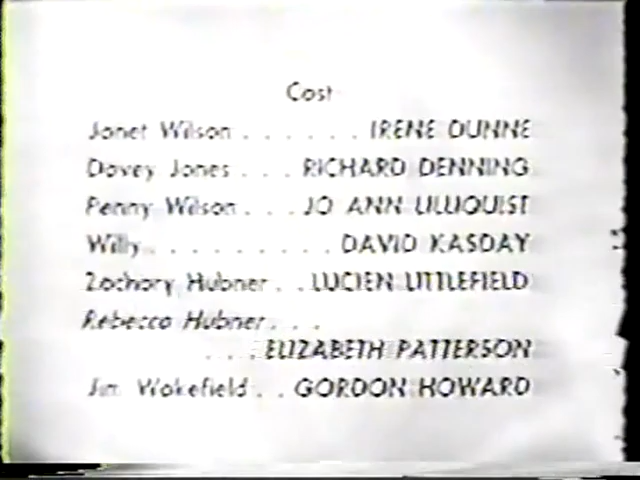 Cast
Janet Wilson . . . . . . IRENE DUNNE
Davey Jones . . . RICHARD DENNING
Penny Wilson . . . JO ANN LILLIQUIST
Willy . . . . . . . . . DAVID KASDAY
Zachary Hubner . . LUCIEN LITTLEFIELD
Rebecca Hubner . . .
. . . ELIZABETH PATTERSON
Jim Wakefield . . GORDON HOWARD